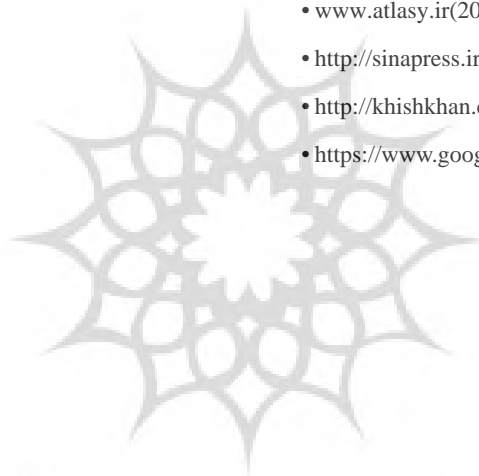 • www.atlasy.ir(20
• http://sinapress.ir
• http://khishkhan.
• https://www.goog